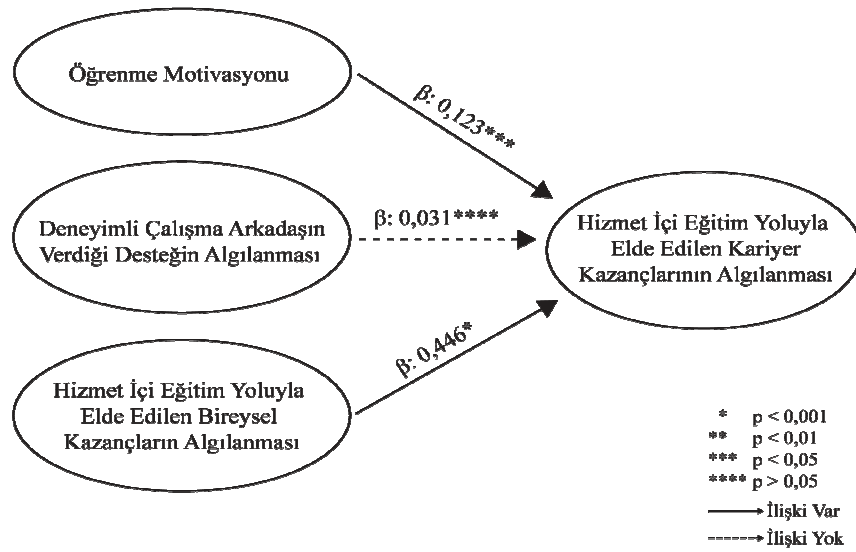 Öğrenme Motivasyonu
β: 0,123***
Deneyimli Çalışma Arkadaşın
Verdiği Desteğin Algılanması
β: 0,031****
Hizmet İçi Eğitim Yoluyla
Elde Edilen Kariyer
Kazançlarının Algılanması
β: 0,446*
Hizmet İçi Eğitim Yoluyla
Elde Edilen Bireysel
Kazançların Algılanması
* p < 0,001
** p < 0,01
*** p < 0,05
**** p > 0,05
İlişki Var
İlişki Yok